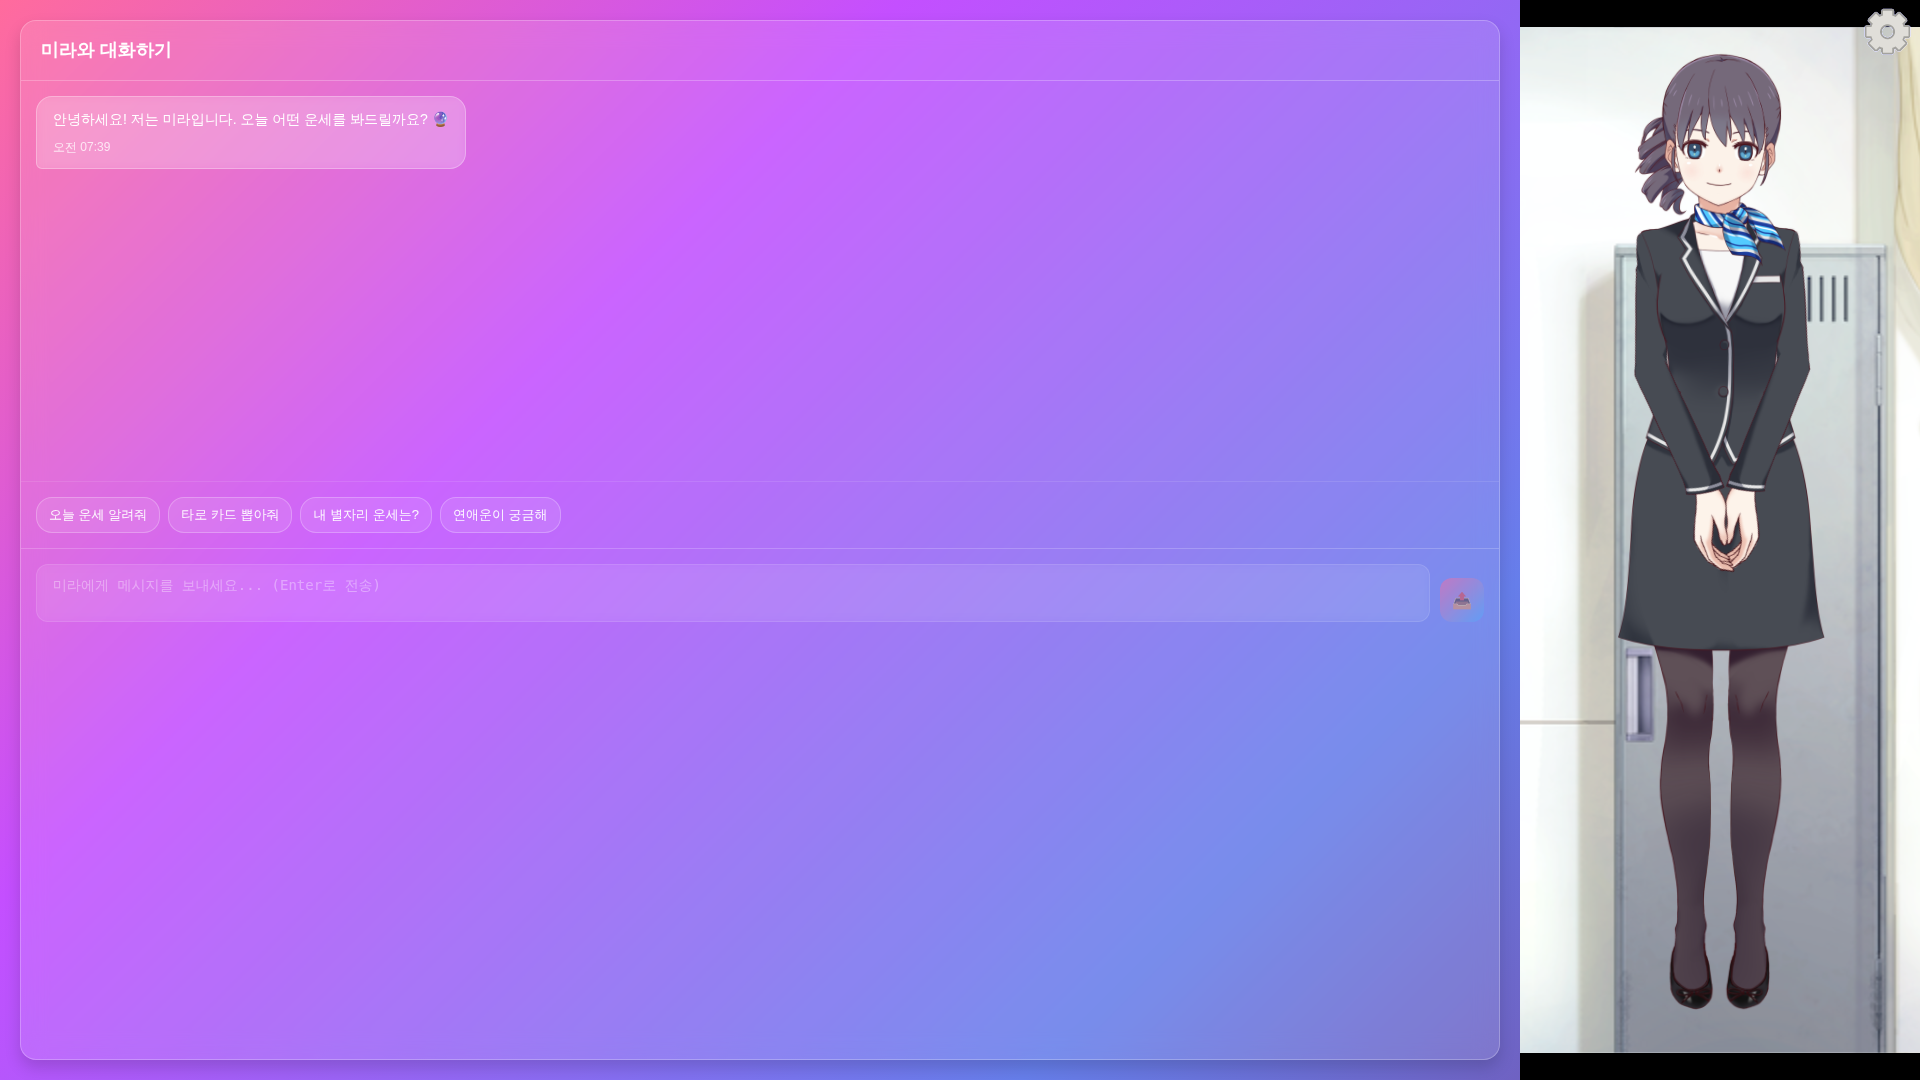 미라와 대화하기
안녕하세요! 저는 미라입니다. 오늘 어떤 운세를 봐드릴까요? 🔮
오전 07:39
오늘 운세 알려줘
타로 카드 뽑아줘
내 별자리 운세는?
연애운이 궁금해
미라에게 메시지를 보내세요... (Enter로 전송)